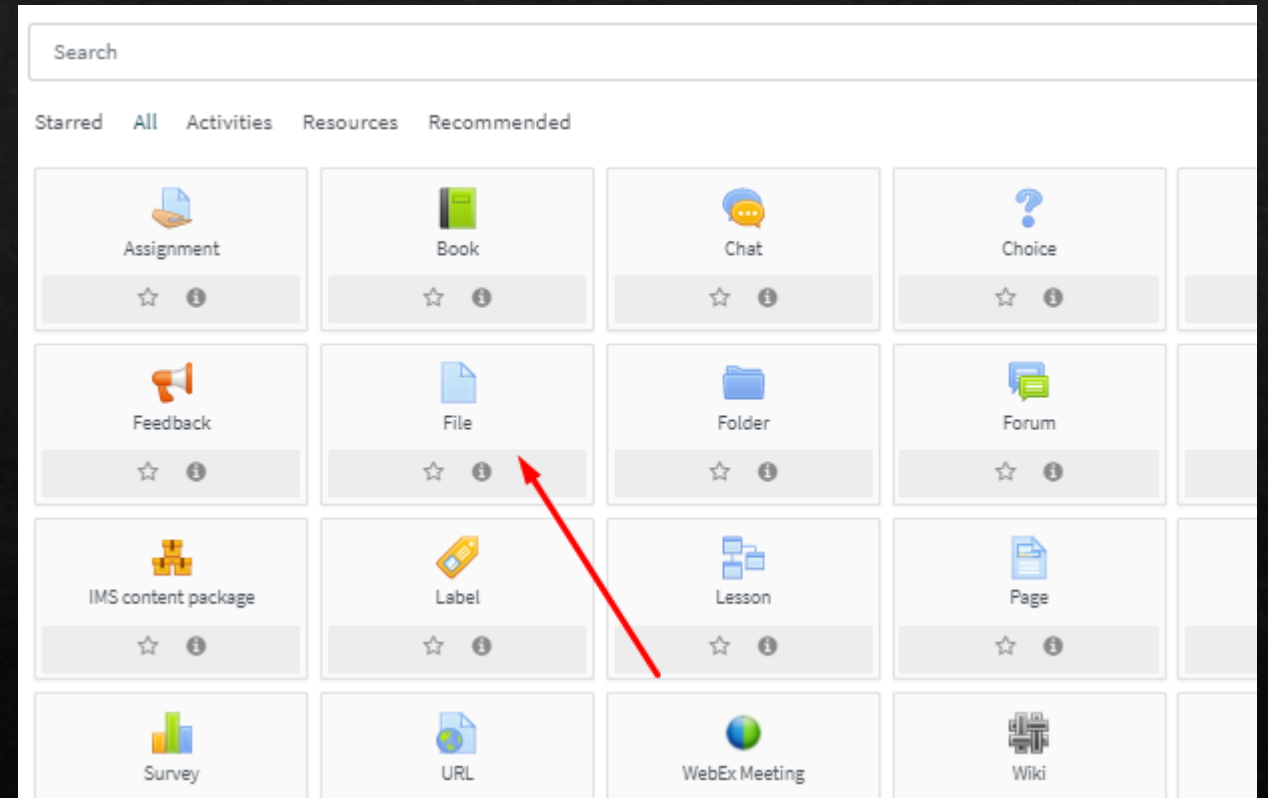 Search
Starred All Activities Resources Recommended
Assignment Book Chat Choice
Feedback File Folder Forum
IMS content package Label Lesson Page
Survey URL WebEx Meeting Wiki